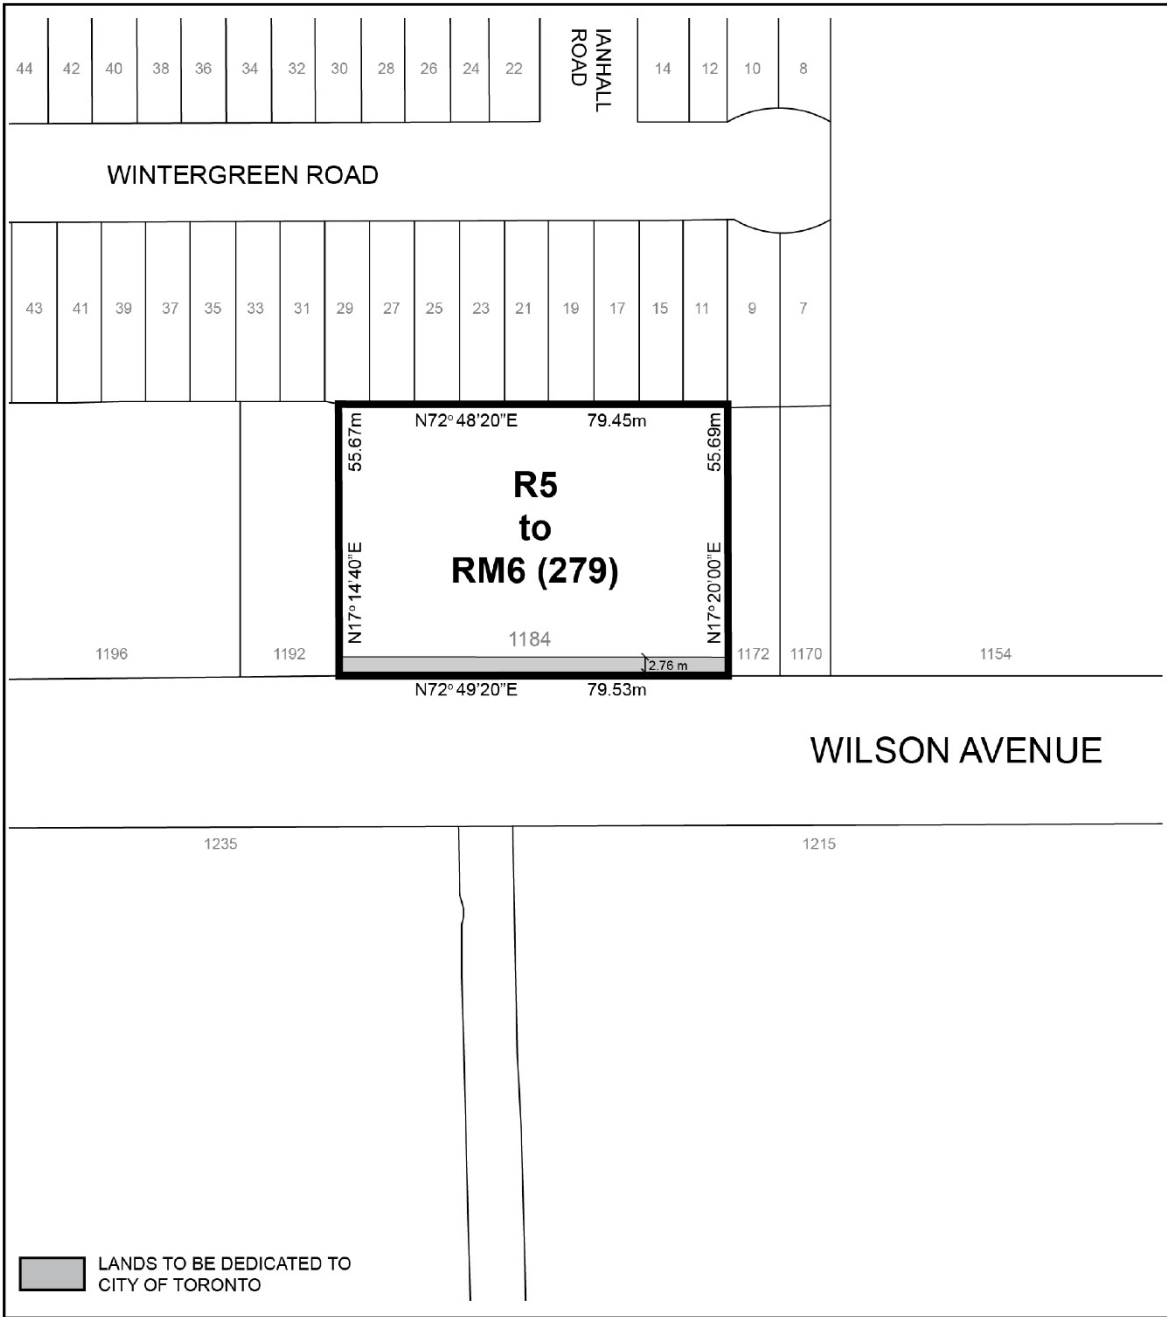 44 42 40 38 36 34 32 30 28 26 24 22
IANHALL
ROAD
14 12 10 8
WINTERGREEN ROAD
43 41 39 37 35 33 31 29 27 25 23 21 19 17 15 11 9 7
N72°48'20"E 79.45m
55.67m
55.69m
R5
to
RM6 (279)
N17°14'40"E
N17°20'00"E
1184
2.76 m
1196 1192 1172 1170 1154
N72°49'20"E 79.53m
WILSON AVENUE
1235 1215
LANDS TO BE DEDICATED TO
CITY OF TORONTO